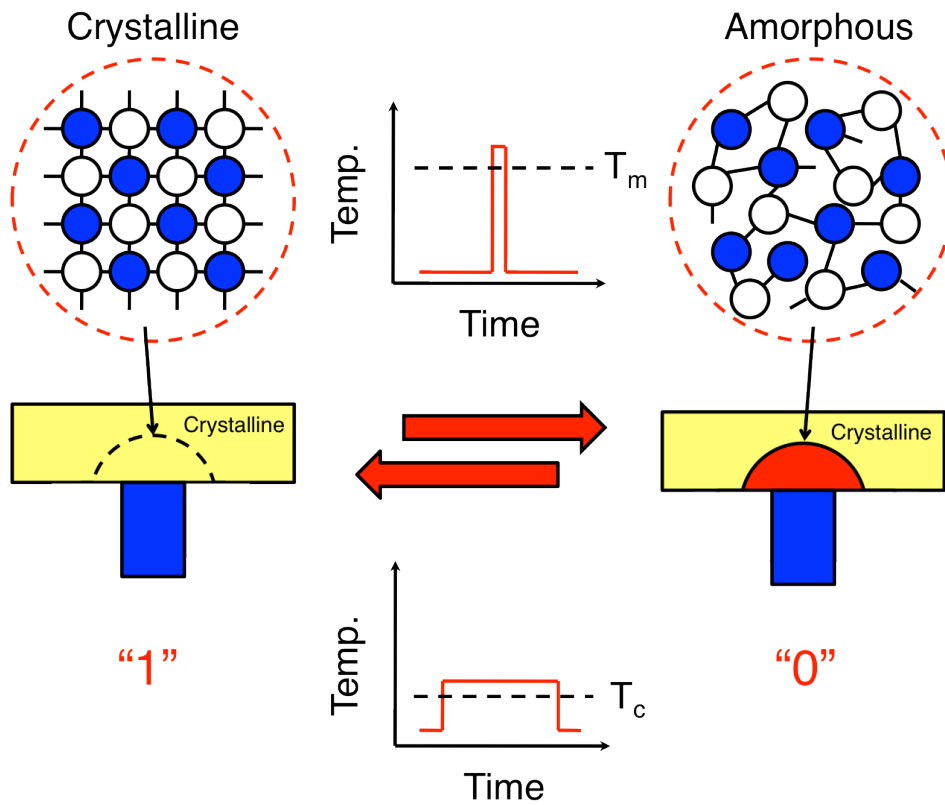 Crystalline
Amorphous
Temp.
Tm
Time
Crystalline
Crystalline
“1”
Temp.
Tc
Time
“0”